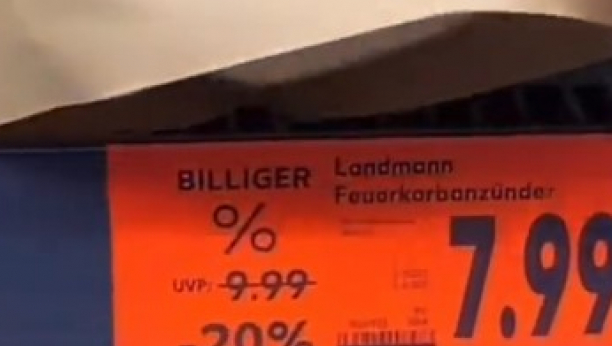 BILLIGER
%
UVP: 9.99
-20%
Landmann
Feuerkorbanzünder
7.99